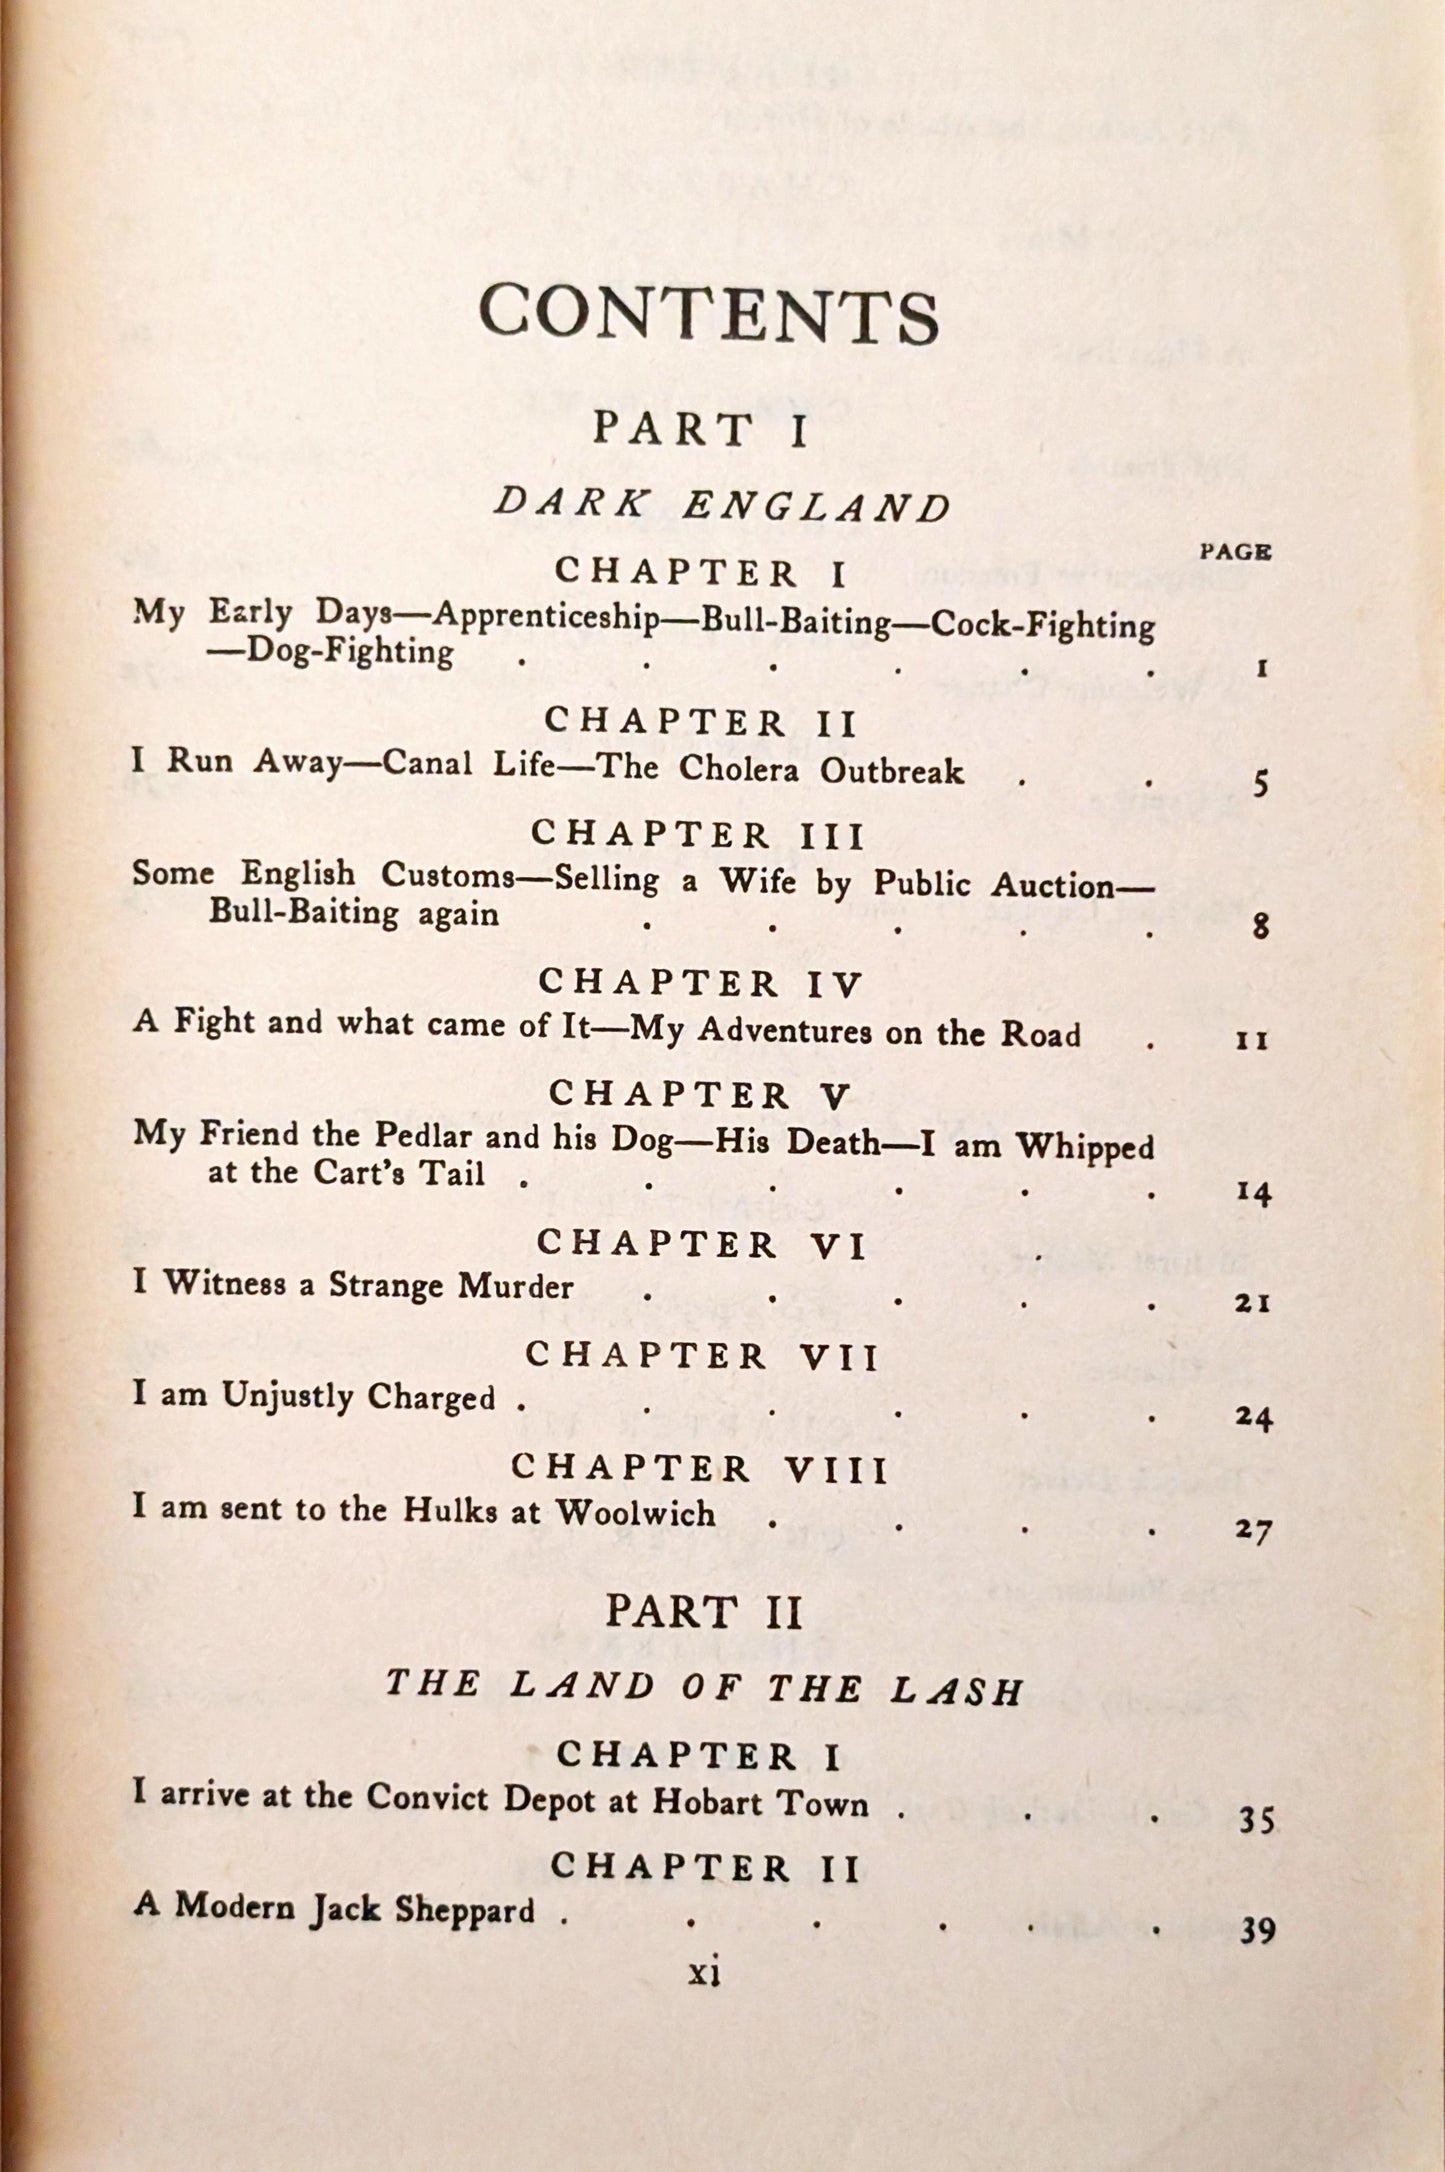 CONTENTS
PART I
DARK ENGLAND
PAGE
CHAPTER I
My Early Days—Apprenticeship—Bull-Baiting—Cock-Fighting
—Dog-Fighting . . . . . . 1
CHAPTER II
I Run Away—Canal Life—The Cholera Outbreak . . 5
CHAPTER III
Some English Customs—Selling a Wife by Public Auction—
Bull-Baiting again . . . . . 8
CHAPTER IV
A Fight and what came of It—My Adventures on the Road . 11
CHAPTER V
My Friend the Pedlar and his Dog—His Death—I am Whipped
at the Cart's Tail . . . . . . 14
CHAPTER VI
I Witness a Strange Murder . . . . . 21
CHAPTER VII
I am Unjustly Charged . . . . . . 24
CHAPTER VIII
I am sent to the Hulks at Woolwich . . . . 27
PART II
THE LAND OF THE LASH
CHAPTER I
I arrive at the Convict Depot at Hobart Town . . . 35
CHAPTER II
A Modern Jack Sheppard . . . . . . 39
xi